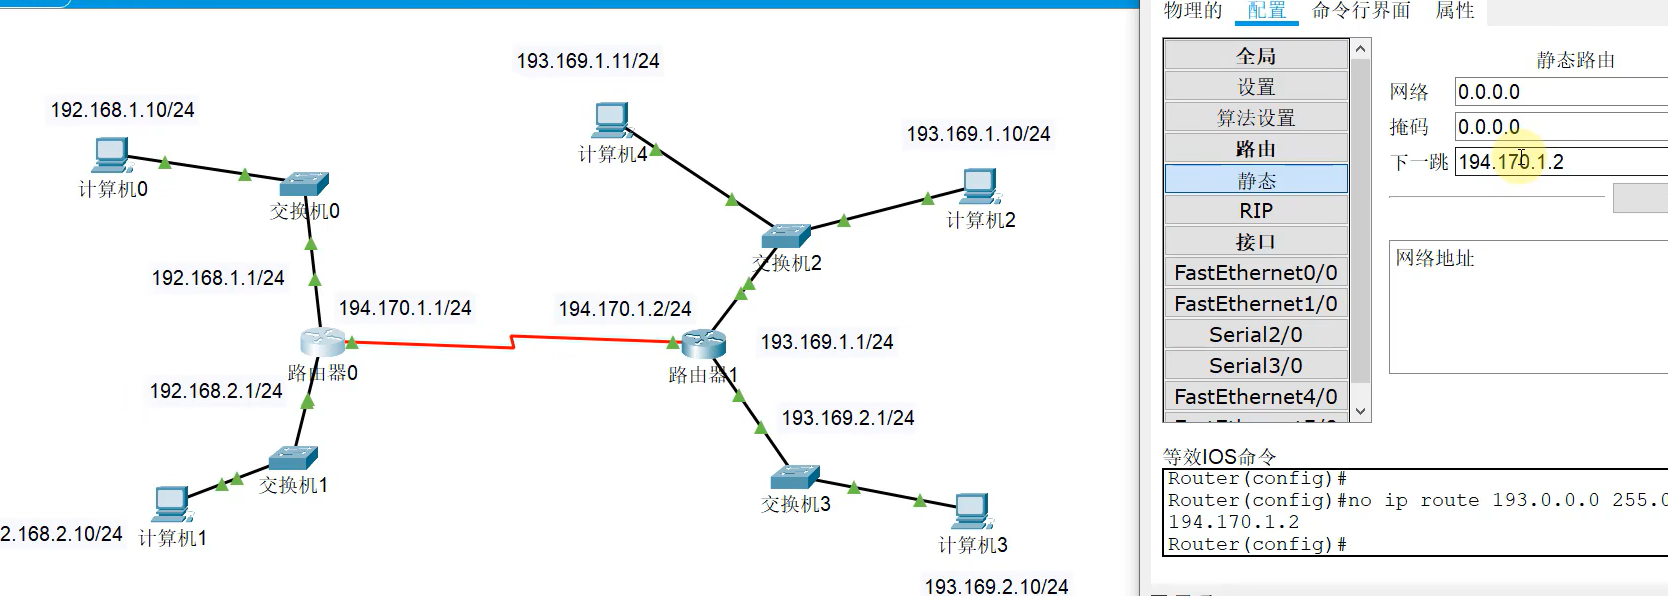 193.169.1.11/24
192.168.1.10/24
193.169.1.10/24
计算机4
计算机0
计算机2
交换机0
交换机2
192.168.1.1/24
194.170.1.1/24
194.170.1.2/24
193.169.1.1/24
路由器0
路由器1
192.168.2.1/24
193.169.2.1/24
交换机1
交换机3
2.168.2.10/24
计算机1
计算机3
193.169.2.10/24
物理的 配置 命令行界面 属性
全局
设置
算法设置
路由
静态
RIP
接口
FastEthernet0/0
FastEthernet1/0
Serial2/0
Serial3/0
FastEthernet4/0
静态路由
网络 0.0.0.0
掩码 0.0.0.0
下一跳 194.170.1.2
网络地址
等效IOS命令
Router(config)#
Router(config)#no ip route 193.0.0.0 255.0
194.170.1.2
Router(config)#